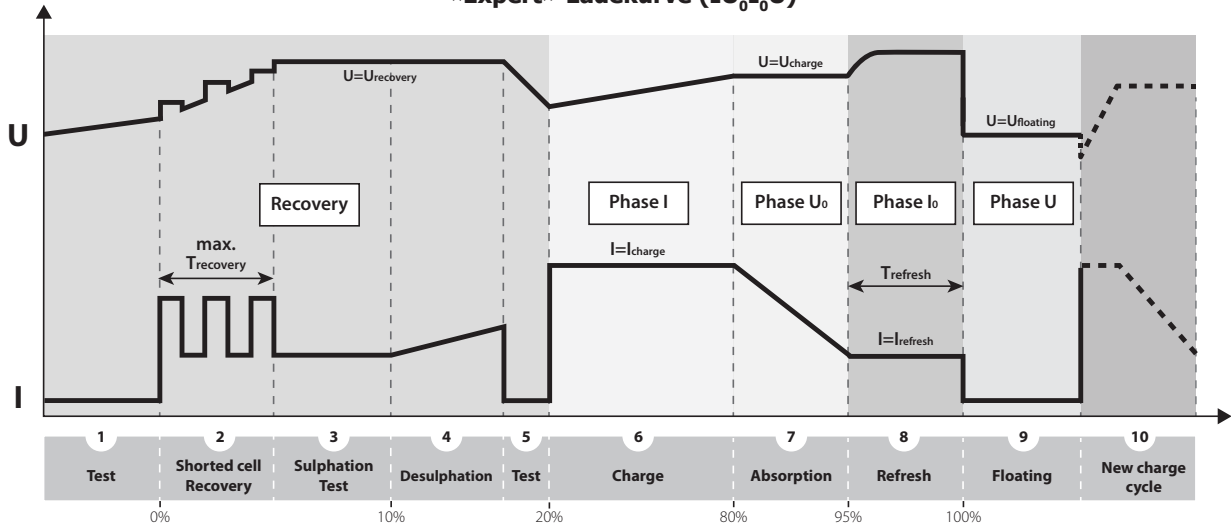 »Expert«-Ladekurve (IU₀I₀U)
U
U=Urecovery
U=Ucharge
U=Ufloating
Recovery
Phase I
Phase U₀
Phase I₀
Phase U
max.
Trecovery
I=Icharge
Trefresh
I=Irefresh
I
1 2 3 4 5 6 7 8 9 10
Test
Shorted cell
Recovery
Sulphation
Test
Desulphation
Test
Charge
Absorption
Refresh
Floating
New charge
cycle
0% 10% 20% 80% 95% 100%